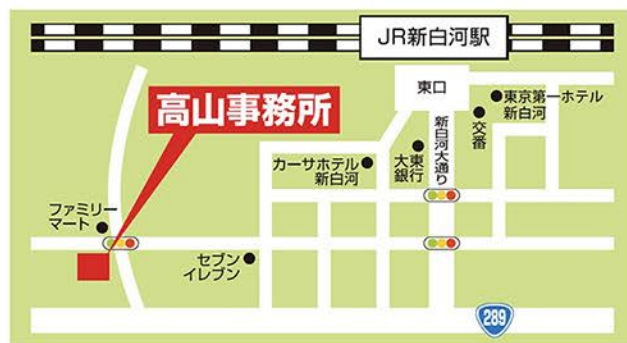 JR新白河駅
東口
東京第一ホテル
新白河
交番
新白河大通り
大東
銀行
カーサホテル
新白河
高山事務所
ファミリー
マート
セブン
イレブン
289